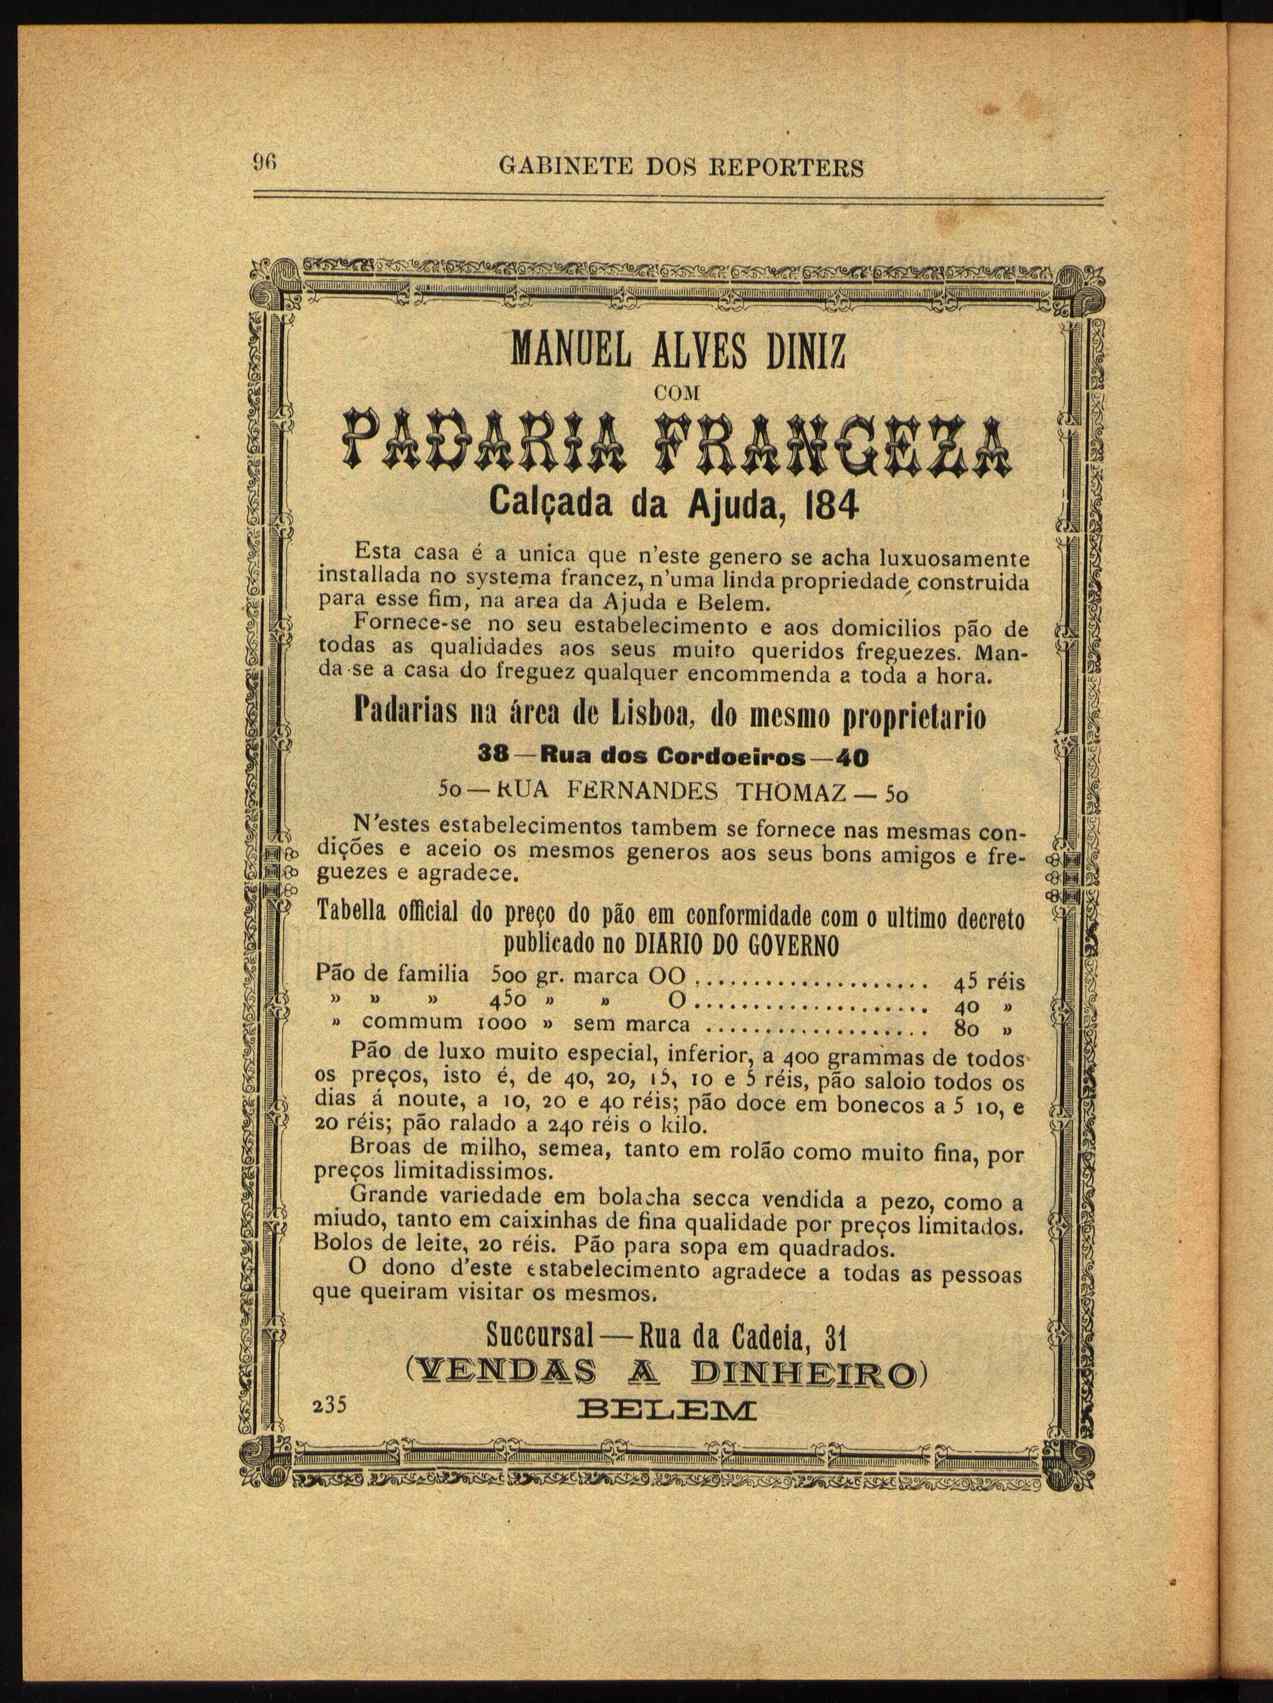 96
GABINETE DOS REPORTERS
MANUEL ALVES DINIZ
COM
PADARIA FRANCEZA
Calçada da Ajuda, 184
Esta casa é a unica que n'este genero se acha luxuosamente
installada no systema francez, n'uma linda propriedade construida
para esse fim, na area da Ajuda e Belem.
Fornece-se no seu estabelecimento e aos domicilios pão de
todas as qualidades aos seus muito queridos freguezes. Man-
da-se a casa do freguez qualquer encommenda a toda a hora.
Padarias na área de Lisboa, do mesmo proprietario
38—Rua dos Cordoeiros—40
50—RUA FERNANDES THOMAZ—50
N'estes estabelecimentos tambem se fornece nas mesmas con-
dições e aceio os mesmos generos aos seus bons amigos e fre-
guezes e agradece.
Tabella official do preço do pão em conformidade com o ultimo decreto
publicado no DIARIO DO GOVERNO
Pão de familia 500 gr. marca OO .................... 45 réis
» » » 450 » » O .................... 40 »
» commum 1000 » sem marca .................... 80 »
Pão de luxo muito especial, inferior, a 400 grammas de todos
os preços, isto é, de 40, 20, 15, 10 e 5 réis, pão saloio todos os
dias á noute, a 10, 20 e 40 réis; pão doce em bonecos a 5 10, e
20 réis; pão ralado a 240 réis o kilo.
Broas de milho, semea, tanto em rolão como muito fina, por
preços limitadissimos.
Grande variedade em bolacha secca vendida a pezo, como a
miudo, tanto em caixinhas de fina qualidade por preços limitados.
Bolos de leite, 20 réis. Pão para sopa em quadrados.
O dono d'este estabelecimento agradece a todas as pessoas
que queiram visitar os mesmos.
Succursal—Rua da Cadeia, 31
(VENDAS A DINHEIRO)
235 BELEM